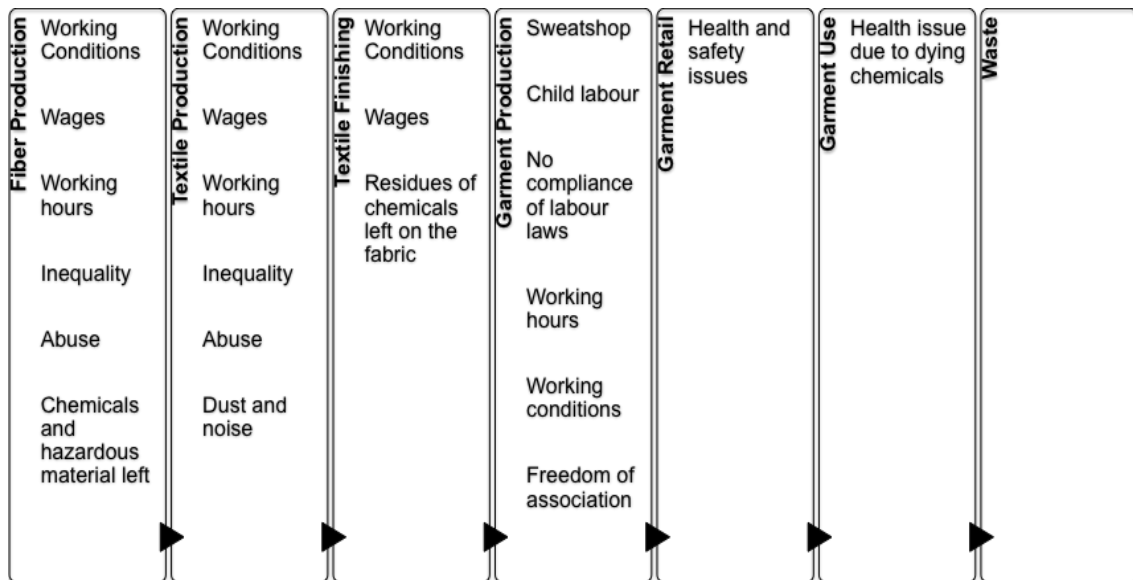 Fiber Production
Working
Conditions
Wages
Working
hours
Inequality
Abuse
Chemicals
and
hazardous
material left
Textile Production
Working
Conditions
Wages
Working
hours
Inequality
Abuse
Dust and
noise
Textile Finishing
Working
Conditions
Wages
Residues of
chemicals
left on the
fabric
Garment Production
Sweatshop
Child labour
No
compliance
of labour
laws
Working
hours
Working
conditions
Freedom of
association
Garment Retail
Health and
safety
issues
Garment Use
Health issue
due to dying
chemicals
Waste